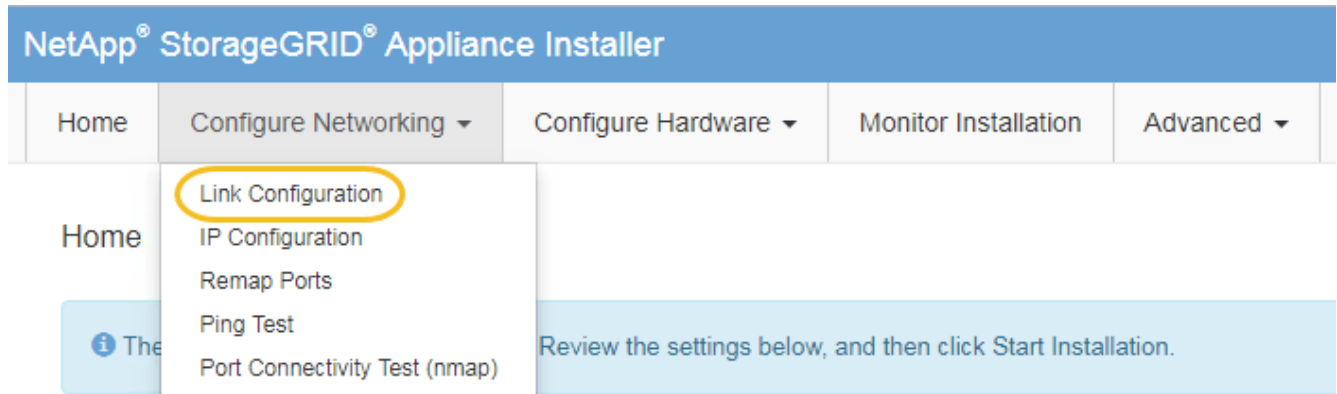 NetApp® StorageGRID® Appliance Installer
Home Configure Networking Configure Hardware Monitor Installation Advanced
Link Configuration
Home
IP Configuration
Remap Ports
Ping Test
The Review the settings below, and then click Start Installation.
Port Connectivity Test (nmap)